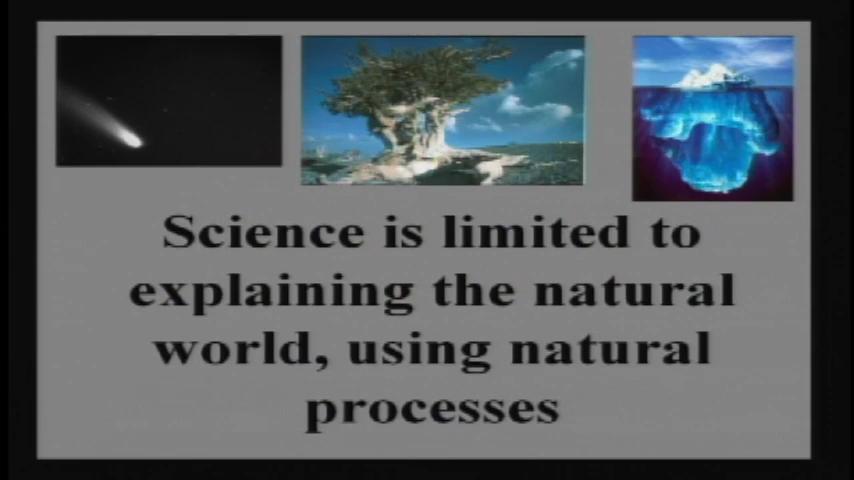 Science is limited to
explaining the natural
world, using natural
processes